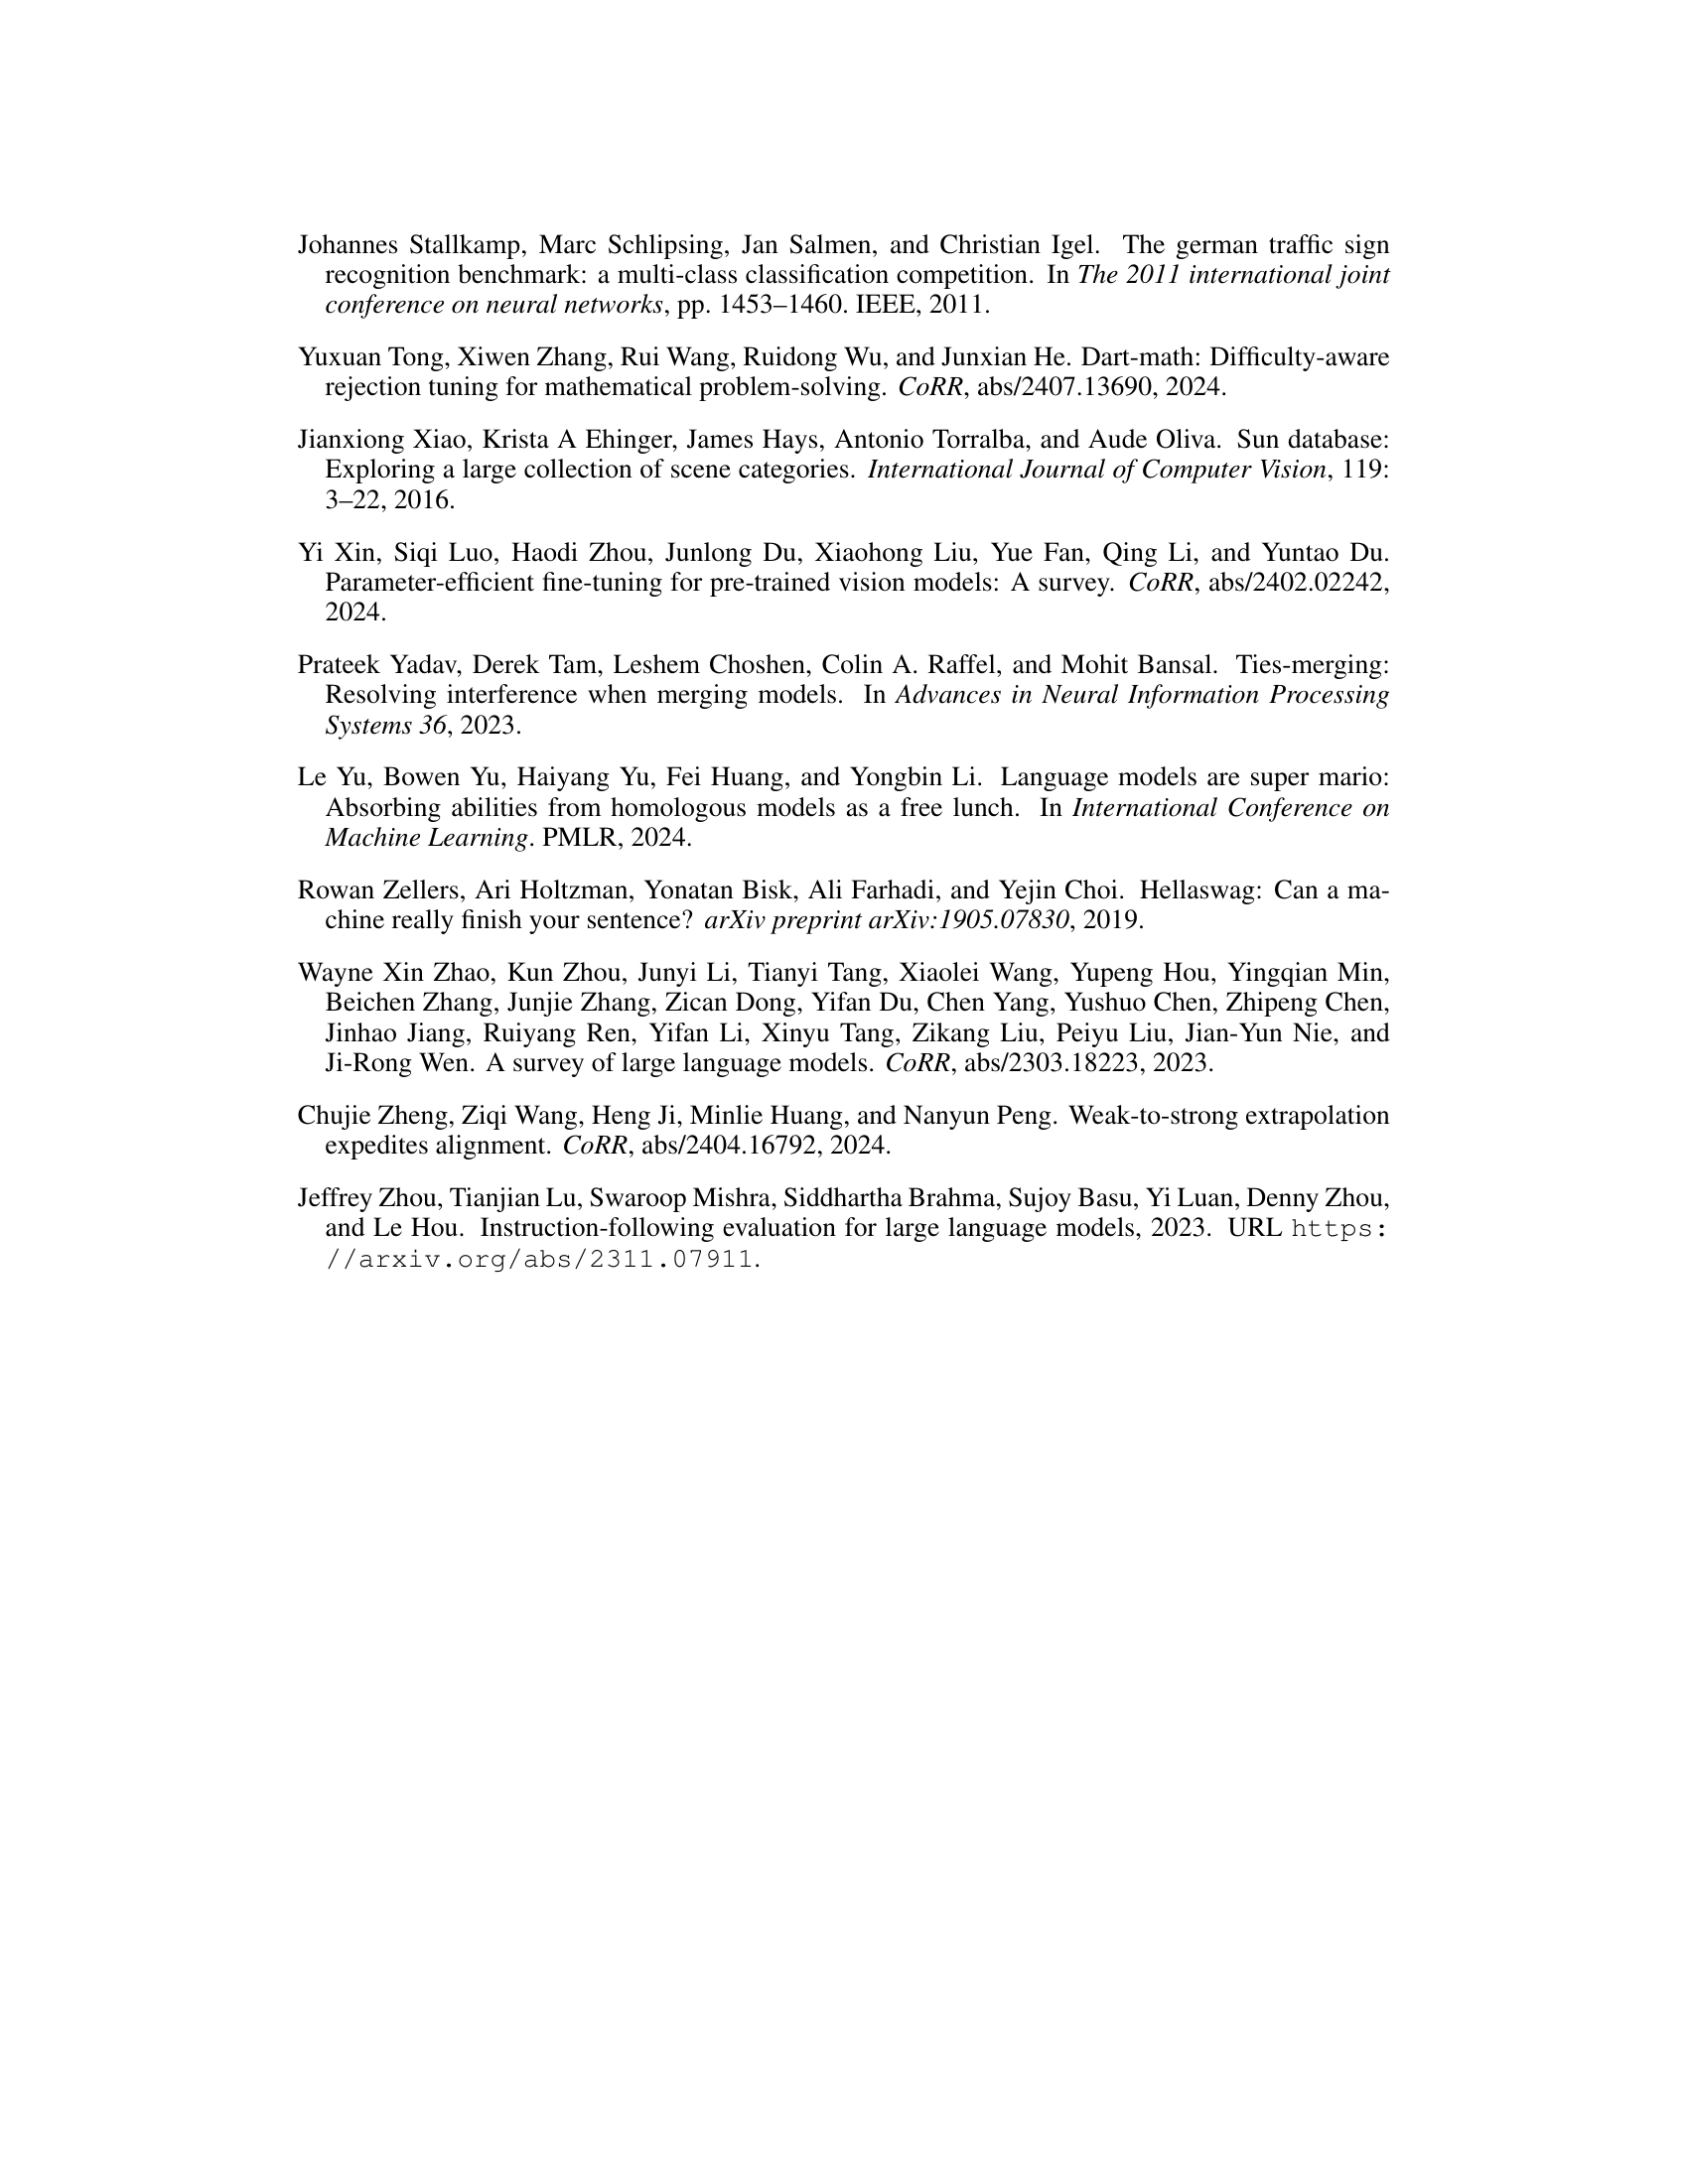 Johannes Stallkamp, Marc Schlipsing, Jan Salmen, and Christian Igel. The german traffic sign
recognition benchmark: a multi-class classification competition. In The 2011 international joint
conference on neural networks, pp. 1453–1460. IEEE, 2011.
Yuxuan Tong, Xiwen Zhang, Rui Wang, Ruidong Wu, and Junxian He. Dart-math: Difficulty-aware
rejection tuning for mathematical problem-solving. CoRR, abs/2407.13690, 2024.
Jianxiong Xiao, Krista A Ehinger, James Hays, Antonio Torralba, and Aude Oliva. Sun database:
Exploring a large collection of scene categories. International Journal of Computer Vision, 119:
3–22, 2016.
Yi Xin, Siqi Luo, Haodi Zhou, Junlong Du, Xiaohong Liu, Yue Fan, Qing Li, and Yuntao Du.
Parameter-efficient fine-tuning for pre-trained vision models: A survey. CoRR, abs/2402.02242,
2024.
Prateek Yadav, Derek Tam, Leshem Choshen, Colin A. Raffel, and Mohit Bansal. Ties-merging:
Resolving interference when merging models. In Advances in Neural Information Processing
Systems 36, 2023.
Le Yu, Bowen Yu, Haiyang Yu, Fei Huang, and Yongbin Li. Language models are super mario:
Absorbing abilities from homologous models as a free lunch. In International Conference on
Machine Learning. PMLR, 2024.
Rowan Zellers, Ari Holtzman, Yonatan Bisk, Ali Farhadi, and Yejin Choi. Hellaswag: Can a ma-
chine really finish your sentence? arXiv preprint arXiv:1905.07830, 2019.
Wayne Xin Zhao, Kun Zhou, Junyi Li, Tianyi Tang, Xiaolei Wang, Yupeng Hou, Yingqian Min,
Beichen Zhang, Junjie Zhang, Zican Dong, Yifan Du, Chen Yang, Yushuo Chen, Zhipeng Chen,
Jinhao Jiang, Ruiyang Ren, Yifan Li, Xinyu Tang, Zikang Liu, Peiyu Liu, Jian-Yun Nie, and
Ji-Rong Wen. A survey of large language models. CoRR, abs/2303.18223, 2023.
Chujie Zheng, Ziqi Wang, Heng Ji, Minlie Huang, and Nanyun Peng. Weak-to-strong extrapolation
expedites alignment. CoRR, abs/2404.16792, 2024.
Jeffrey Zhou, Tianjian Lu, Swaroop Mishra, Siddhartha Brahma, Sujoy Basu, Yi Luan, Denny Zhou,
and Le Hou. Instruction-following evaluation for large language models, 2023. URL https:
//arxiv.org/abs/2311.07911.